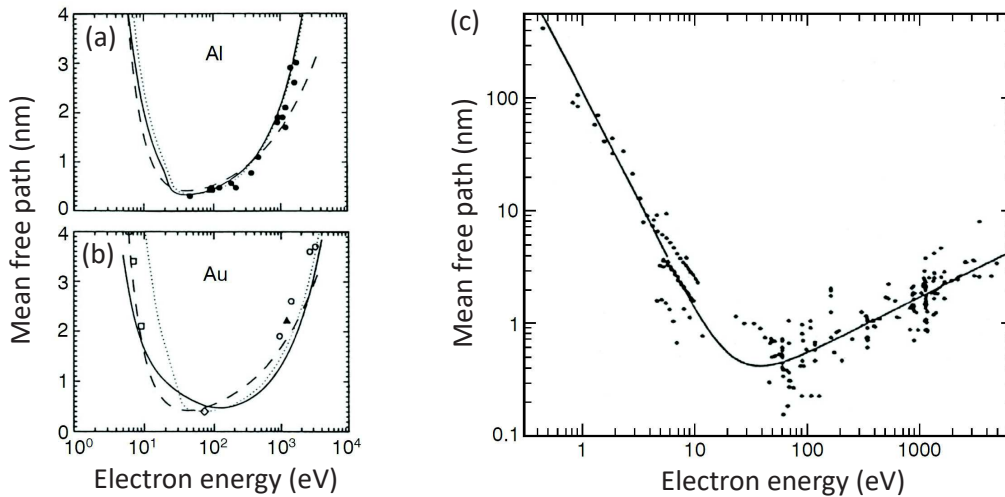 (a)
Al
4
3
2
1
0
(b)
Au
4
3
2
1
0
10⁰ 10¹ 10² 10³ 10⁴
Electron energy (eV)
Mean free path (nm)
(c)
100
10
1
0.1
1 10 100 1000
Electron energy (eV)
Mean free path (nm)